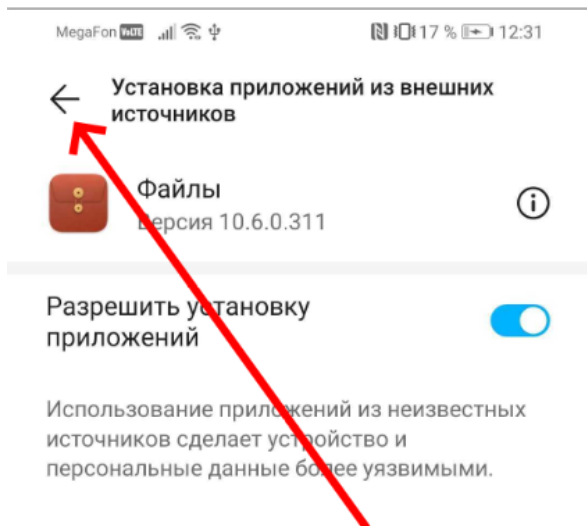 MegaFon VoLTE 17 % 12:31
Установка приложений из внешних
источников
Файлы
Версия 10.6.0.311
Разрешить установку
приложений
Использование приложений из неизвестных
источников сделает устройство и
персональные данные более уязвимыми.